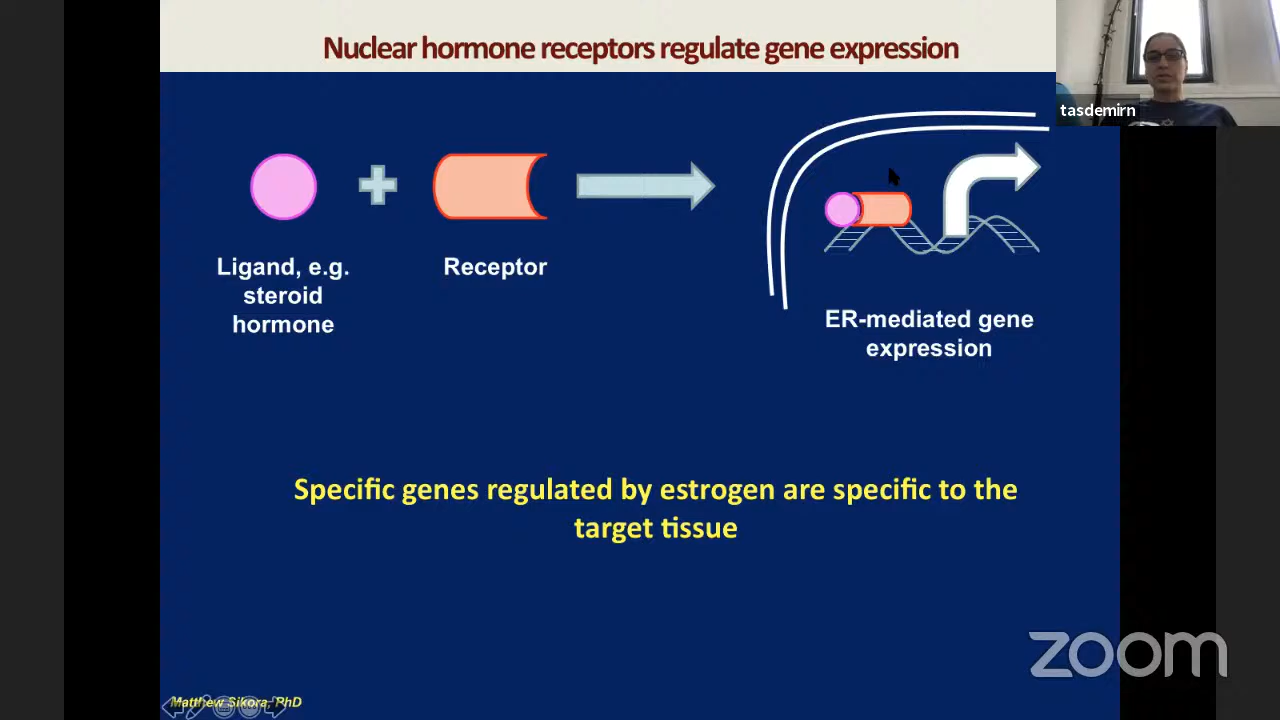 Nuclear hormone receptors regulate gene expression
tasdemirn
Ligand, e.g.
steroid
hormone
Receptor
ER-mediated gene
expression
Specific genes regulated by estrogen are specific to the
target tissue
zoom
Matthew Sikora, PhD